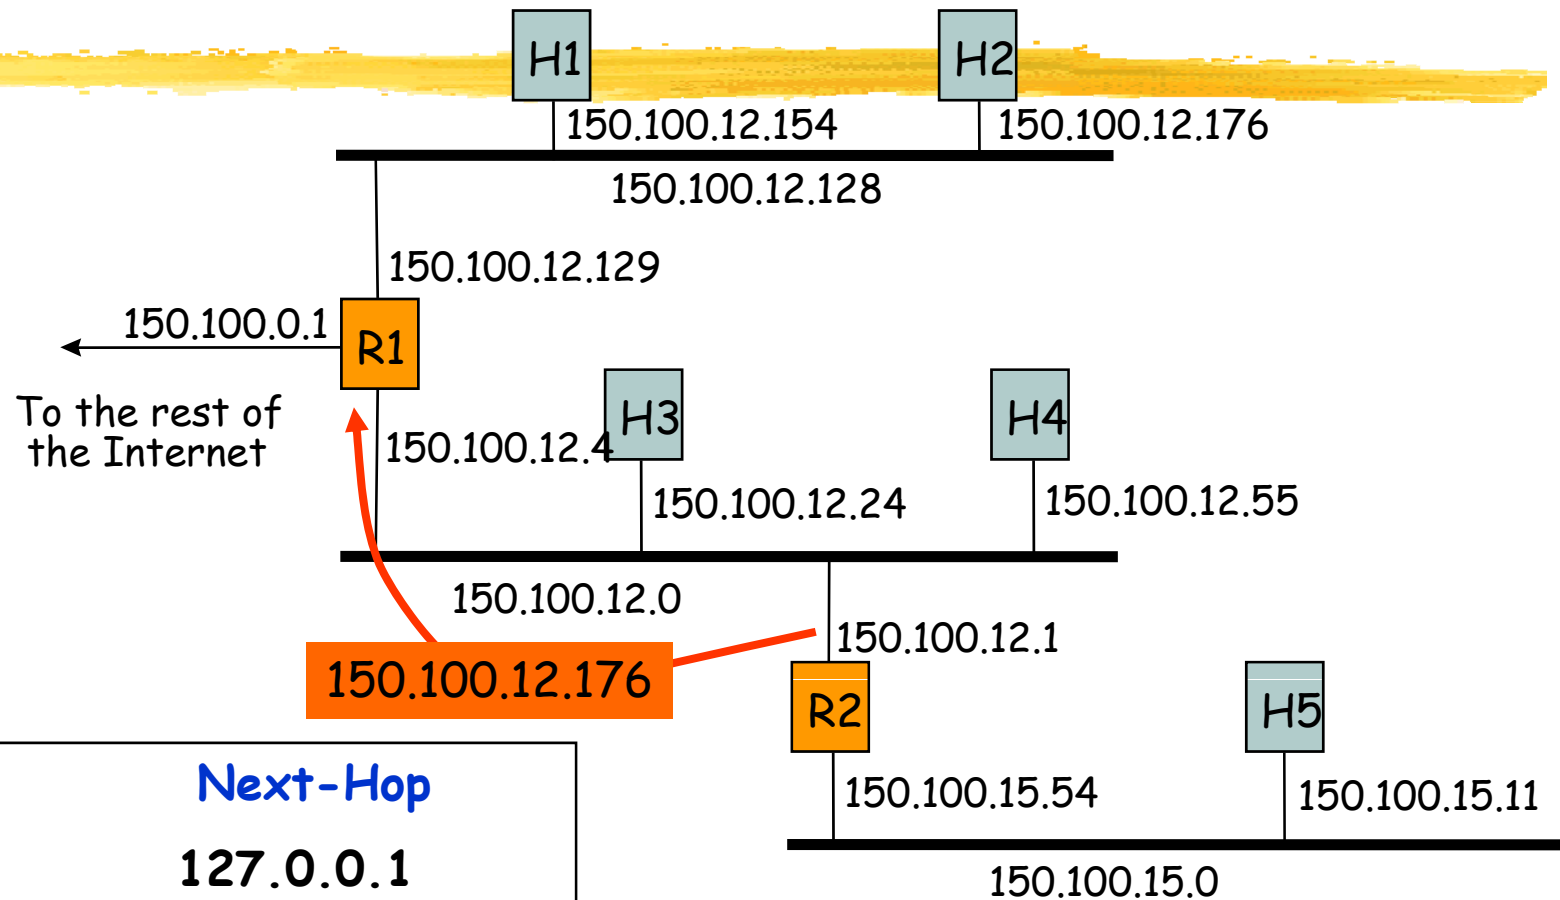 H1
H2
150.100.12.154
150.100.12.176
150.100.12.128
150.100.12.129
150.100.0.1
R1
To the rest of
the Internet
H3
H4
150.100.12.4
150.100.12.24
150.100.12.55
150.100.12.0
150.100.12.1
150.100.12.176
R2
H5
Next-Hop
150.100.15.54
150.100.15.11
127.0.0.1
150.100.15.0